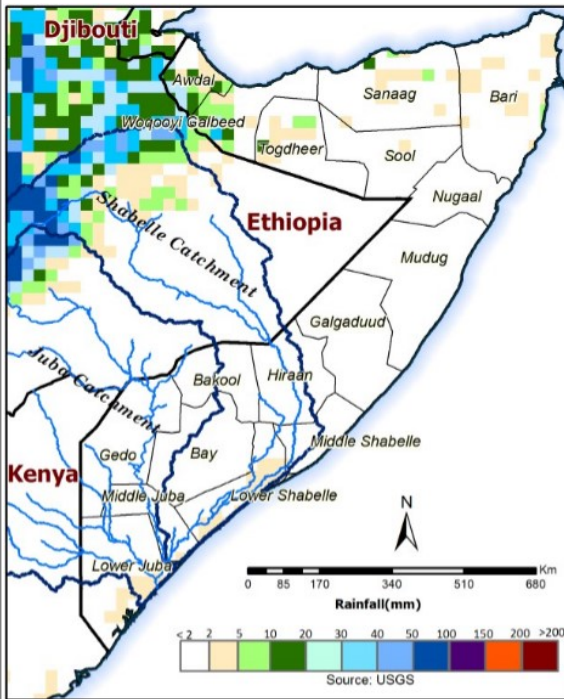 Djibouti
Awdal
Sanaag
Bari
Woqooyi Galbeed
Togdheer
Sool
Nugaal
Shabelle Catchment
Ethiopia
Mudug
Galgaduud
Juba Catchment
Bakool
Hiraan
Gedo
Bay
Middle Shabelle
Kenya
Middle Juba
Lower Shabelle
Lower Juba
N
Km
0 85 170 340 510 680
Rainfall(mm)
< 2 2 5 10 20 30 40 50 100 150 200 >200
Source: USGS